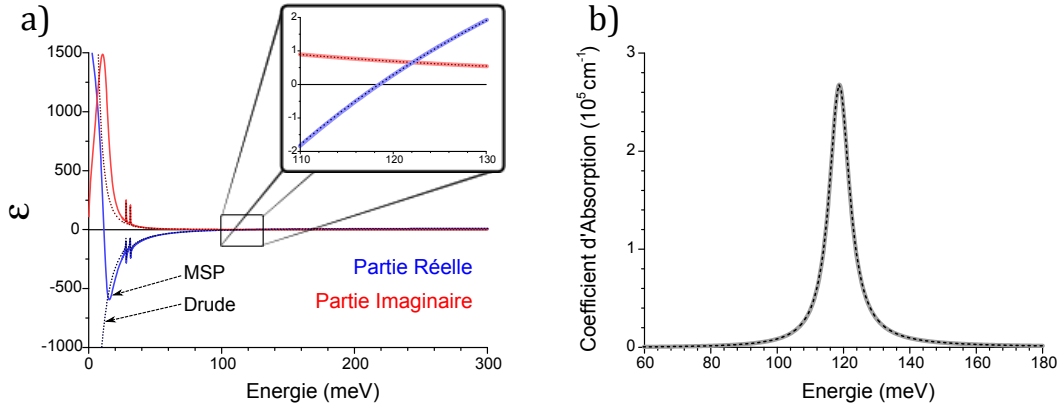 a)
b)
ε
1500
1000
500
0
-500
-1000
0
100
200
300
Energie (meV)
2
1
0
-1
-2
110
120
130
MSP
Drude
Partie Réelle
Partie Imaginaire
Coefficient d'Absorption (10⁵cm⁻¹)
3
2
1
0
60
80
100
120
140
160
180
Energie (meV)